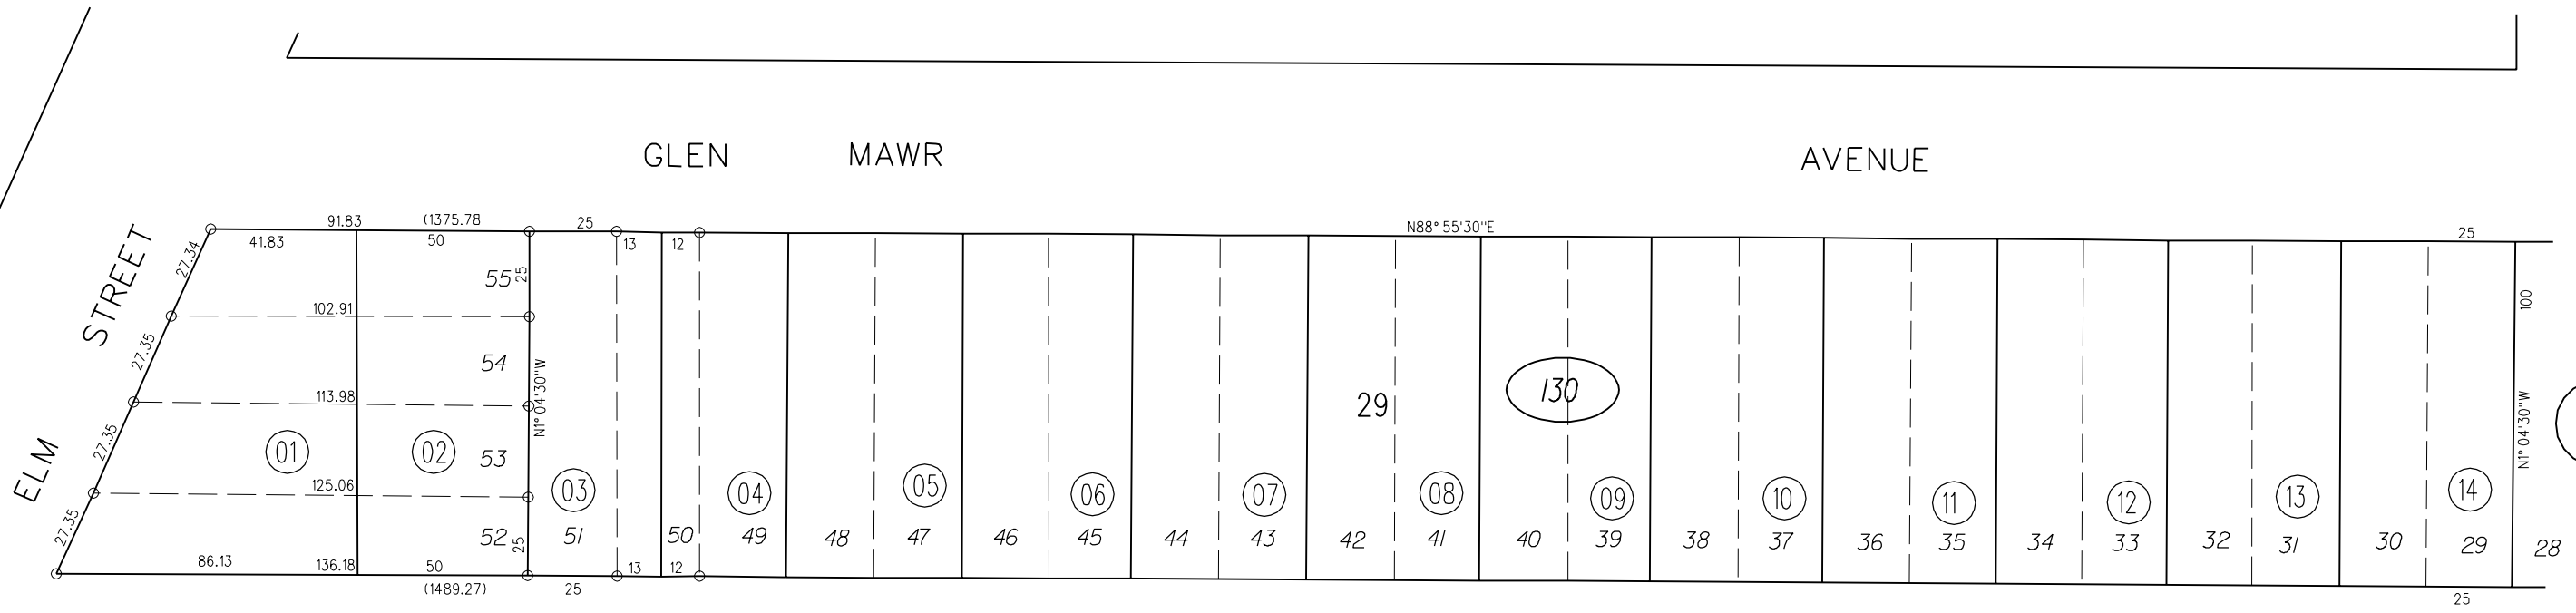 GLEN MAWR AVENUE
STREET
ELM
91.83 (1375.78 25 N88° 55'30"E 25
41.83 50 13 12
27.34 55 25
102.91 100
27.35 54 N1° 04'30"W
113.98 29 130 N1° 04'30"W
27.35 01 02 53
125.06 03 04 05 06 07 08 09 10 11 12 13 14
27.35 52 25 51 50 49 48 47 46 45 44 43 42 41 40 39 38 37 36 35 34 33 32 31 30 29 28
86.13 136.18 50 13 12
(1489.27) 25 25